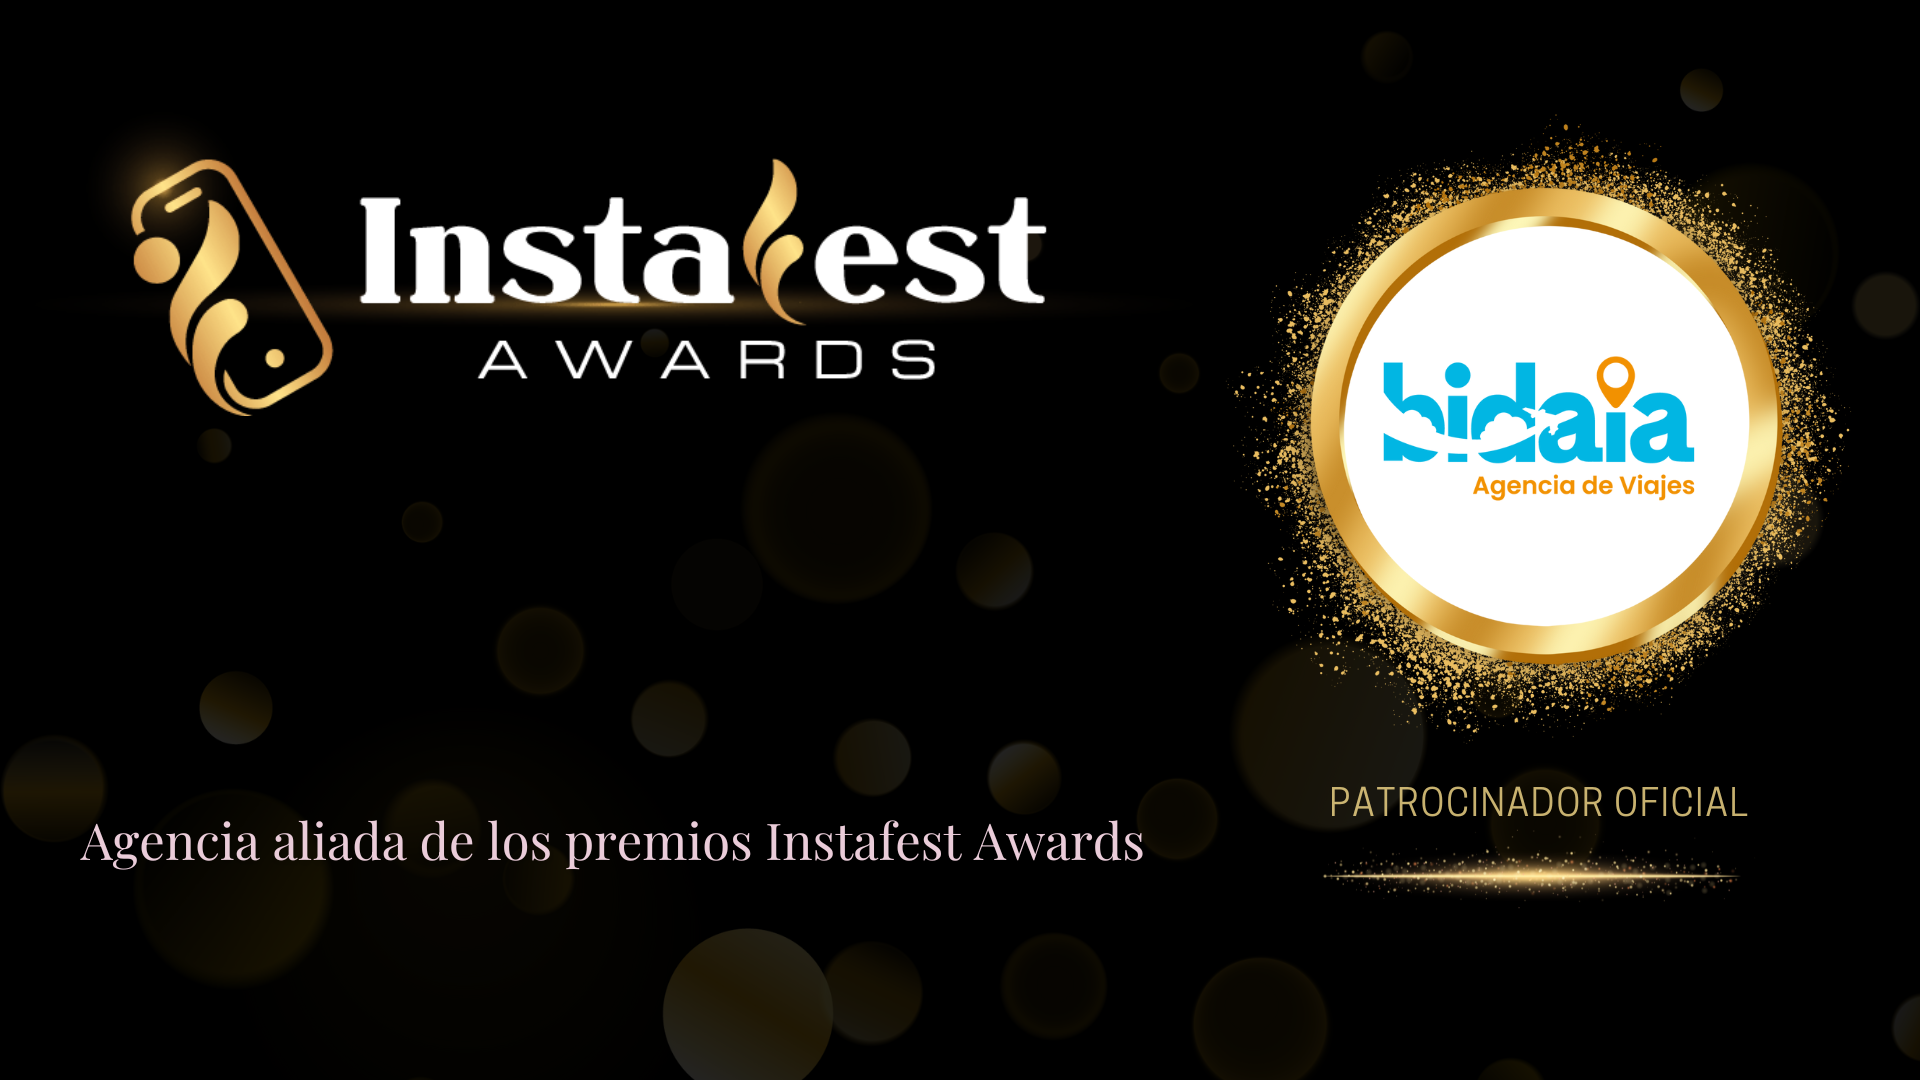 Instafest
AWARDS
bidaia
Agencia de Viajes
PATROCINADOR OFICIAL
Agencia aliada de los premios Instafest Awards